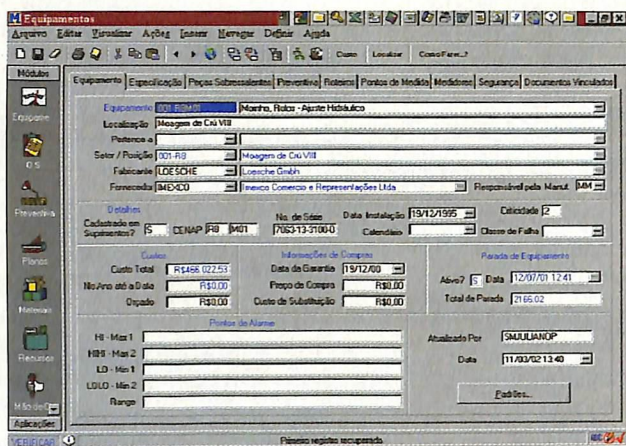 Equipamentos
Arquivo Editar Visualizar Ações Inserir Navegar Definir Ajuda
Custo Localizar Como Fazer...?
Módulos
Equipamento Especificação Peças Sobressalentes Preventiva Roteiros Pontos de Medida Medidores Segurança Documentos Vinculados
Equipamento 001-R8M01 Moinho, Rolos - Ajuste Hidráulico
Localização Moagem de Crú VIII
Pertence a
Setor / Posição 001-R8 Moagem de Crú VIII
Fabricante LOESCHE Loesche Gmbh
Fornecedor IMEXCO Imexco Comercio e Representações Ltda Responsável pela Manut. MM
Detalhes
Cadastrado em Suprimentos? S CENAP R8 M01 No. de Série 7063-13-3100-0 Data Instalação 19/12/1995 Criticidade 2
Calendário Classe de Falha
Custos
Custo Total R$466.022,53
No Ano até a Data R$0,00
Orçado R$0,00
Informações de Compras
Data da Garantia 19/12/00
Preço de Compra R$0,00
Custo de Substituição R$0,00
Parada de Equipamento
Ativo? S Data 12/07/01 12:41
Total de Parada 2166.02
Pontos de Alarme
HI - Max 1
HIHI - Max 2
LO - Min 1
LOLO - Min 2
Range
Atualizado Por SMJULIANOP
Data 11/03/02 13:40
Padrões...
O.S.
Preventiva
Planos
Materiais
Recursos
Aplicações
VERIFICAR Primeiro registro recuperado